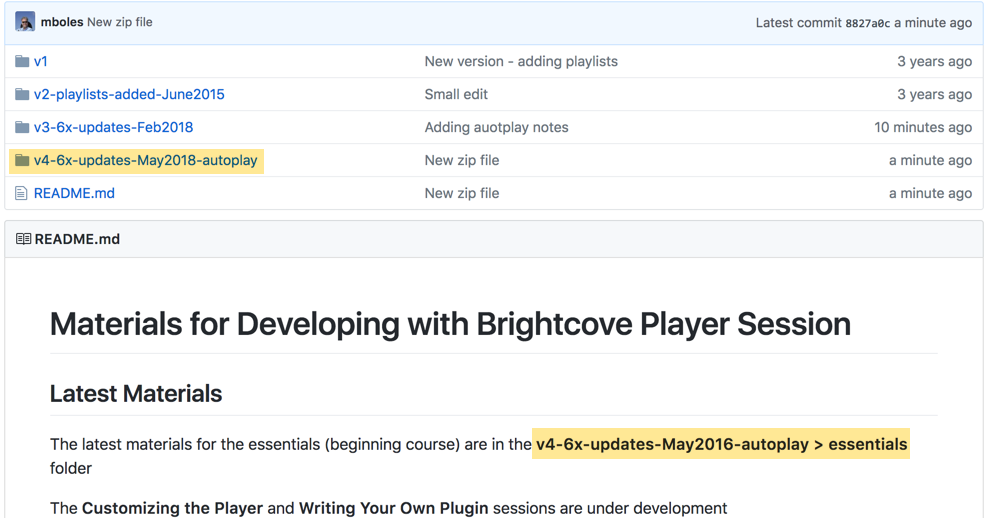 mboles New zip file Latest commit 8827a0c a minute ago
v1 New version - adding playlists 3 years ago
v2-playlists-added-June2015 Small edit 3 years ago
v3-6x-updates-Feb2018 Adding auotplay notes 10 minutes ago
v4-6x-updates-May2018-autoplay New zip file a minute ago
README.md New zip file a minute ago
README.md
Materials for Developing with Brightcove Player Session
Latest Materials
The latest materials for the essentials (beginning course) are in the v4-6x-updates-May2016-autoplay > essentials
folder
The Customizing the Player and Writing Your Own Plugin sessions are under development